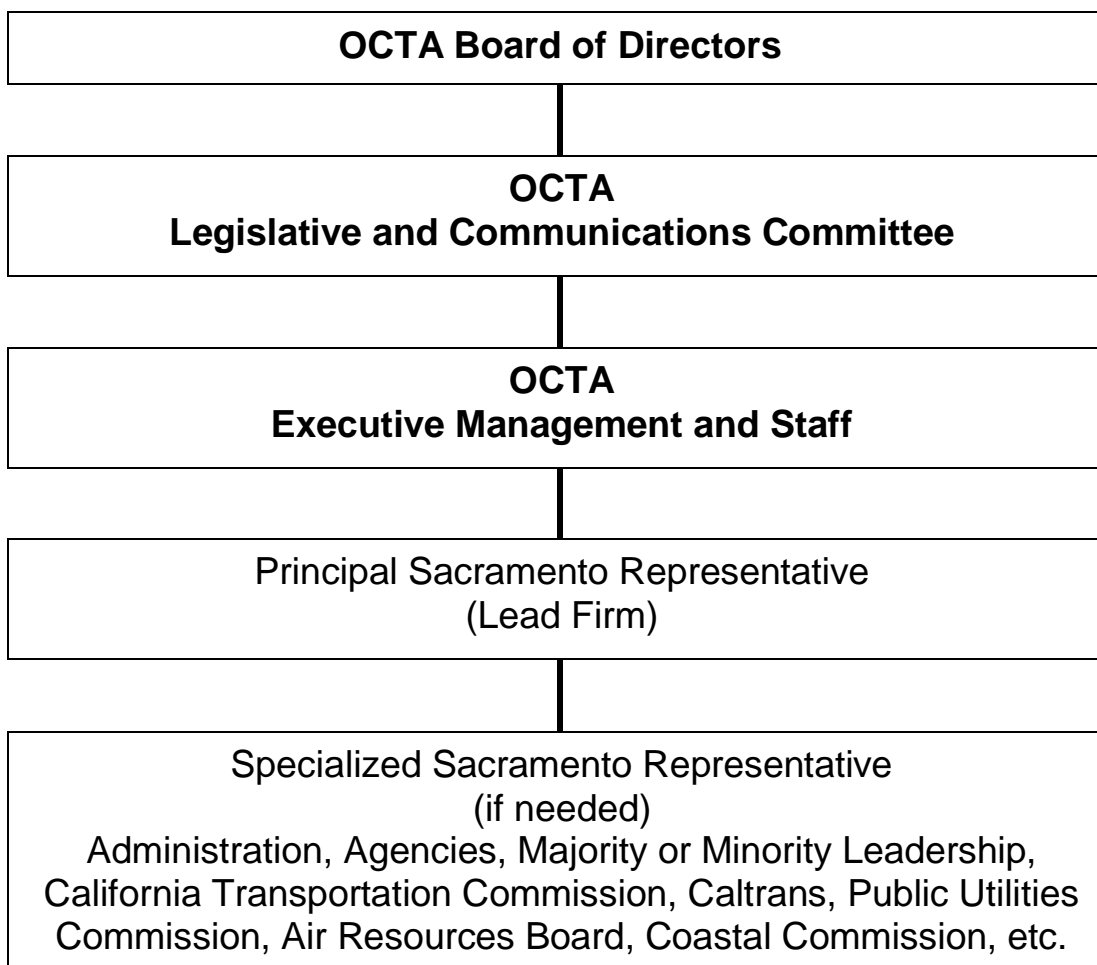 OCTA Board of Directors
OCTA
Legislative and Communications Committee
OCTA
Executive Management and Staff
Principal Sacramento Representative
(Lead Firm)
Specialized Sacramento Representative
(if needed)
Administration, Agencies, Majority or Minority Leadership,
California Transportation Commission, Caltrans, Public Utilities
Commission, Air Resources Board, Coastal Commission, etc.